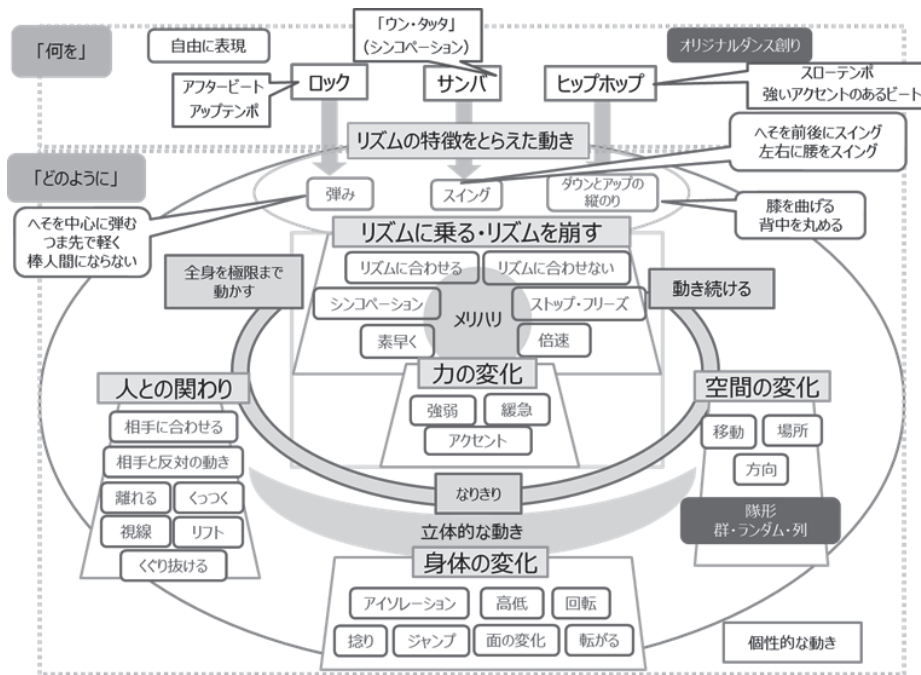 「何を」
自由に表現
「ウン・タッタ」
(シンコペーション)
オリジナルダンス創り
アフタービート
アップテンポ
ロック
サンバ
ヒップホップ
スローテンポ
強いアクセントのあるビート
リズムの特徴をとらえた動き
へそを前後にスイング
左右に腰をスイング
「どのように」
弾み
スイング
ダウンとアップの
縦のり
へそを中心に弾む
つま先で軽く
棒人間にならない
膝を曲げる
背中を丸める
リズムに乗る・リズムを崩す
全身を極限まで
動かす
リズムに合わせる
リズムに合わせない
動き続ける
シンコペーション
ストップ・フリーズ
メリハリ
素早く
倍速
人との関わり
力の変化
空間の変化
強弱
緩急
アクセント
相手に合わせる
相手と反対の動き
離れる
くっつく
視線
リフト
くぐり抜ける
移動
場所
方向
隊形
群・ランダム・列
なりきり
立体的な動き
身体の変化
アイソレーション
高低
回転
捻り
ジャンプ
面の変化
転がる
個性的な動き